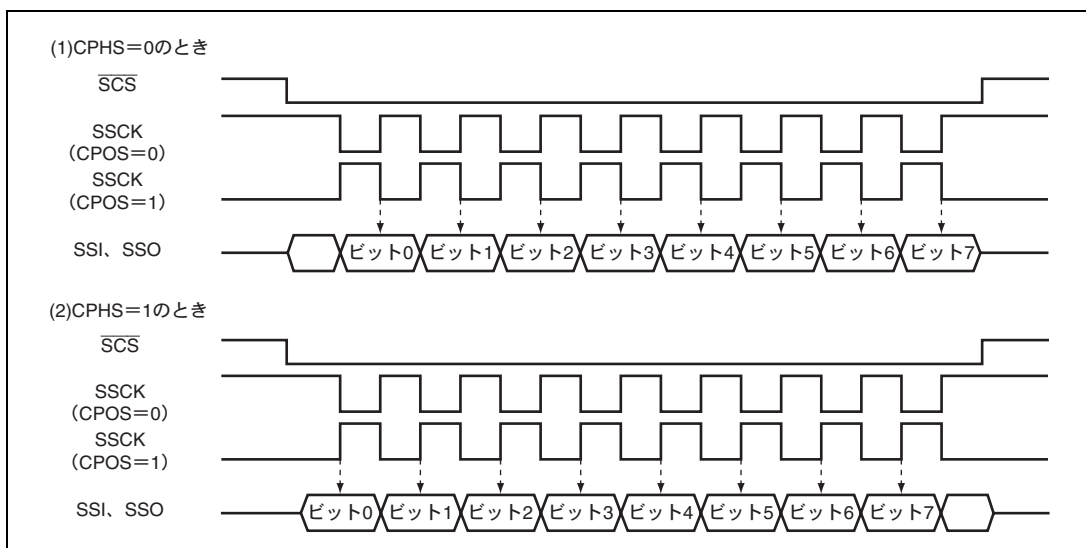 (1)CPHS＝0のとき
SCS
SSCK
（CPOS＝0）
SSCK
（CPOS＝1）
SSI、SSO
ビット0 ビット1 ビット2 ビット3 ビット4 ビット5 ビット6 ビット7
(2)CPHS＝1のとき
SCS
SSCK
（CPOS＝0）
SSCK
（CPOS＝1）
SSI、SSO
ビット0 ビット1 ビット2 ビット3 ビット4 ビット5 ビット6 ビット7